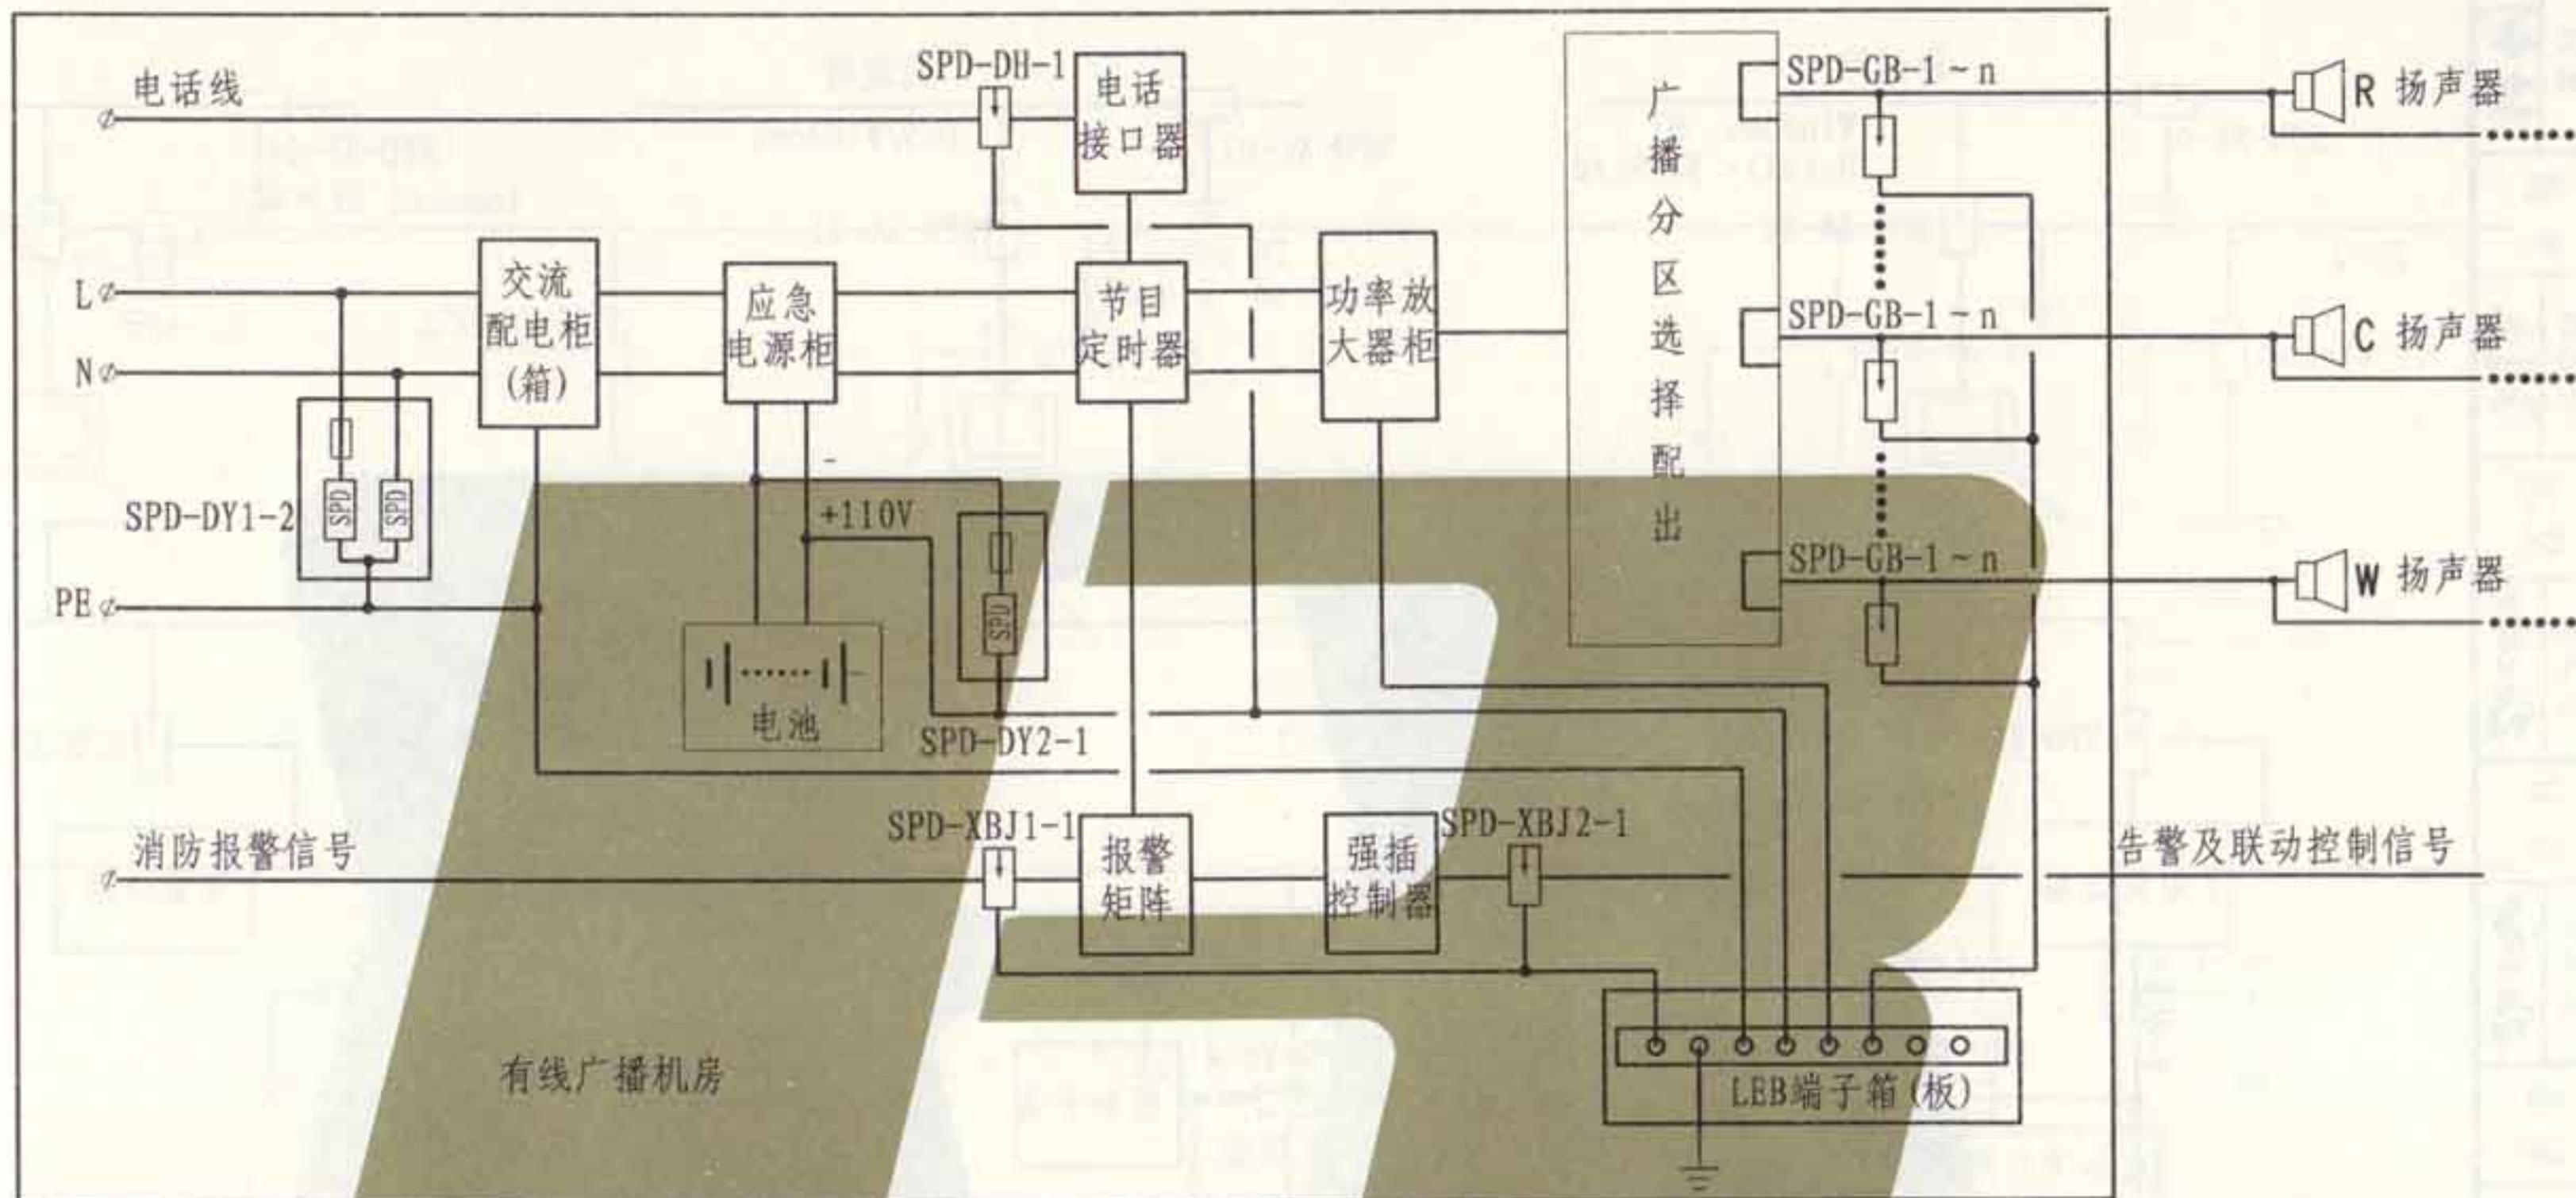 电话线
SPD-DH-1
电话
接口器
广播分区选择配出
SPD-GB-1~n
R 扬声器
L
N
交流
配电柜
(箱)
应急
电源柜
节目
定时器
功率放
大器柜
SPD-GB-1~n
C 扬声器
SPD-DY1-2
SPD
SPD
-
+110V
SPD
SPD-GB-1~n
W 扬声器
PE
电池
SPD-DY2-1
消防报警信号
SPD-XBJ1-1
报警
矩阵
强插
控制器
SPD-XBJ2-1
告警及联动控制信号
有线广播机房
LEB端子箱(板)